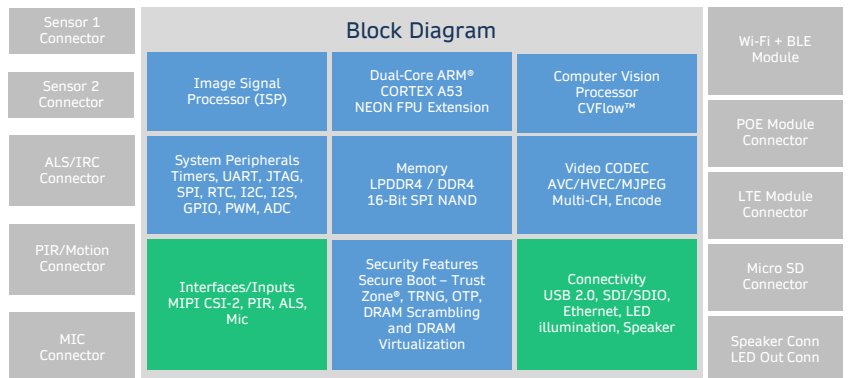 Block Diagram
Sensor 1
Connector
Sensor 2
Connector
ALS/IRC
Connector
PIR/Motion
Connector
MIC
Connector
Image Signal
Processor (ISP)
Dual-Core ARM®
CORTEX A53
NEON FPU Extension
Computer Vision
Processor
CVFlow™
System Peripherals
Timers, UART, JTAG,
SPI, RTC, I2C, I2S,
GPIO, PWM, ADC
Memory
LPDDR4 / DDR4
16-Bit SPI NAND
Video CODEC
AVC/HVEC/MJPEG
Multi-CH, Encode
Interfaces/Inputs
MIPI CSI-2, PIR, ALS,
Mic
Security Features
Secure Boot – Trust
Zone®, TRNG, OTP,
DRAM Scrambling
and DRAM
Virtualization
Connectivity
USB 2.0, SDI/SDIO,
Ethernet, LED
illumination, Speaker
Wi-Fi + BLE
Module
POE Module
Connector
LTE Module
Connector
Micro SD
Connector
Speaker Conn
LED Out Conn